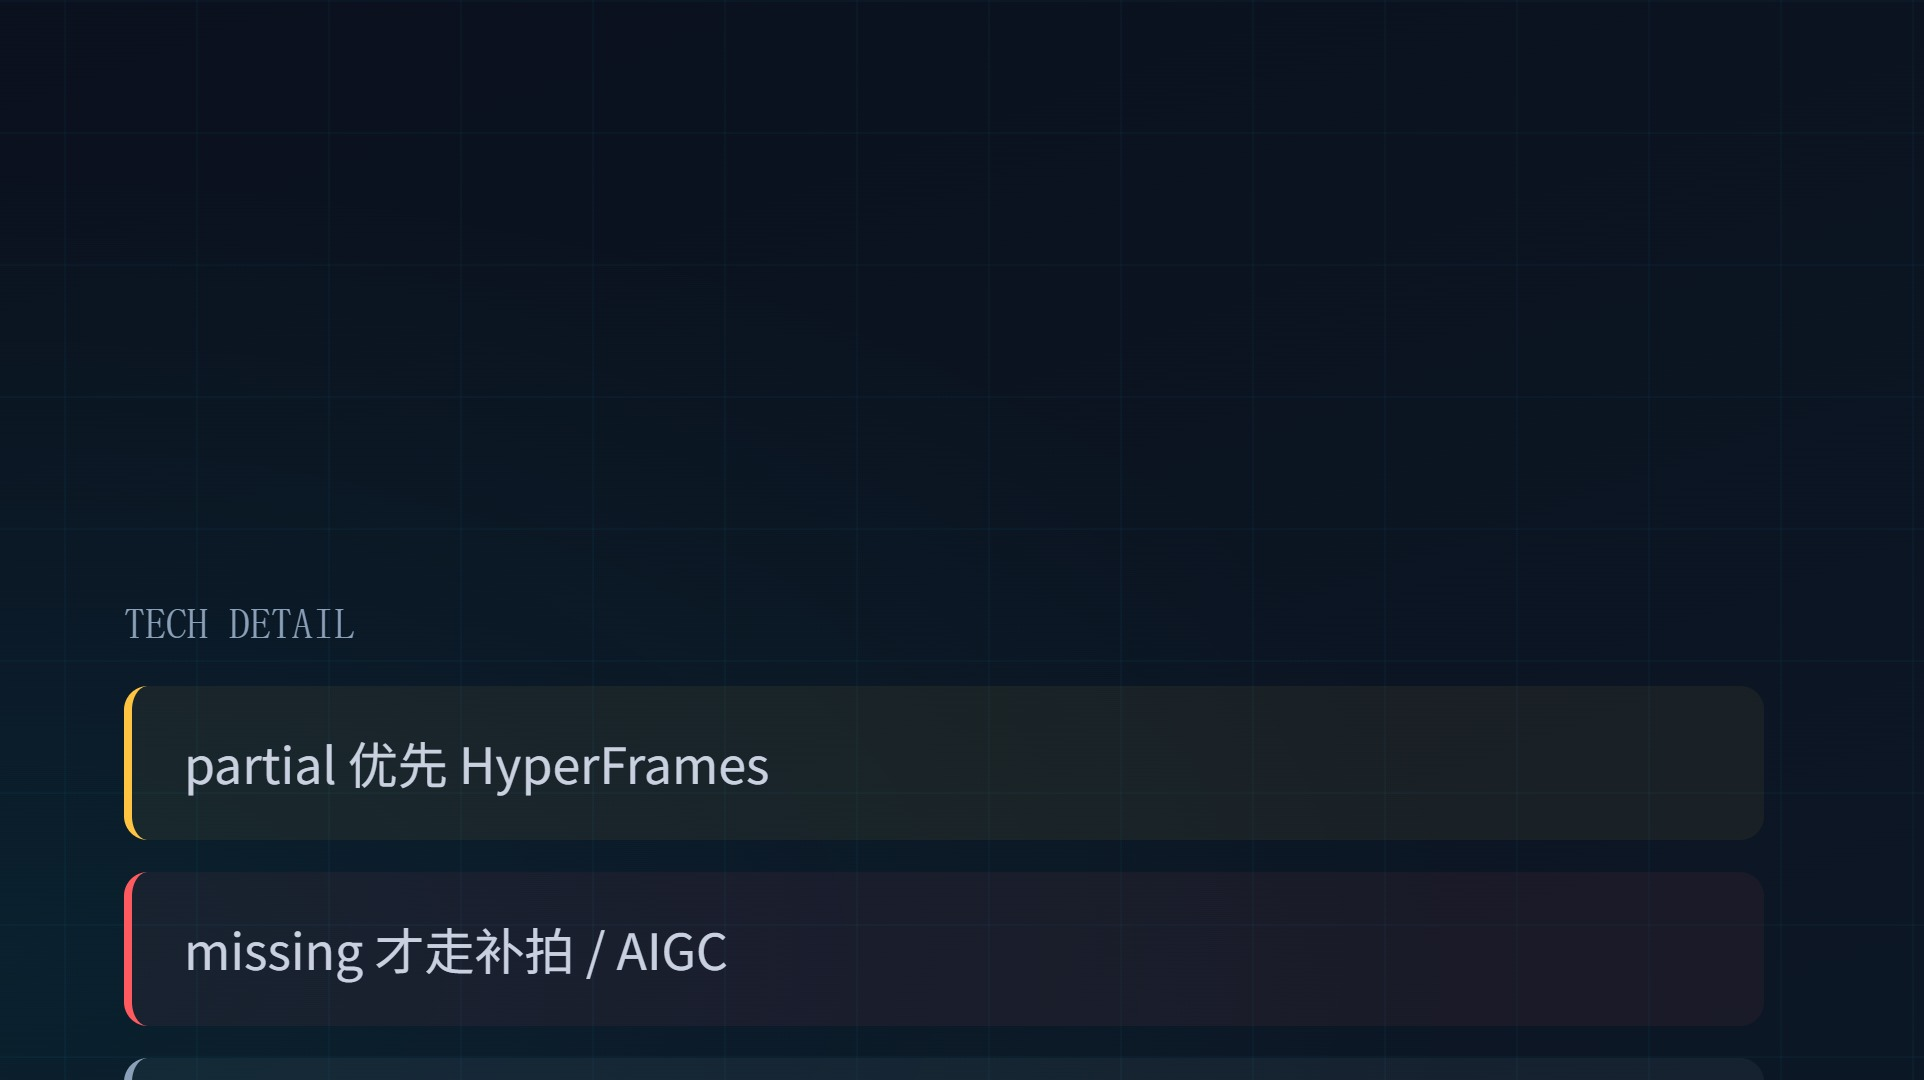 TECH DETAIL
partial 优先 HyperFrames
missing 才走补拍 / AIGC